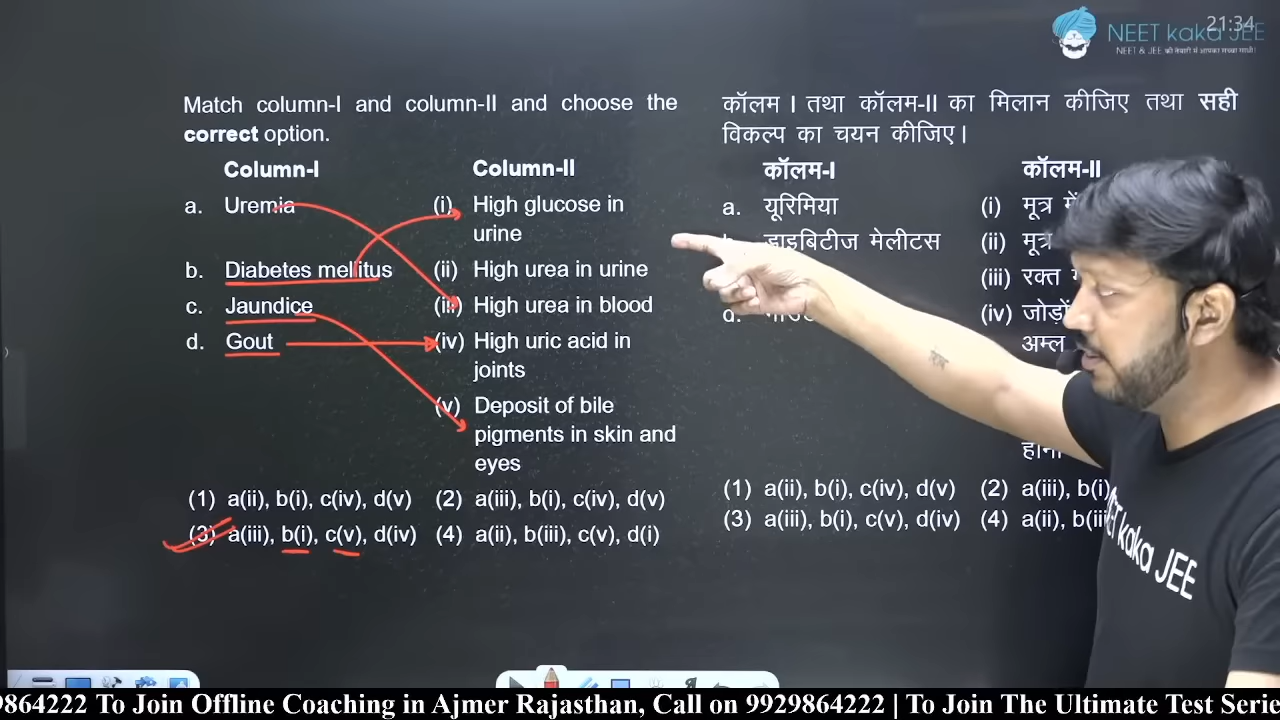 21:34
NEET kaka JEE
NEET & JEE की तैयारी में आपका सच्चा साथी!
Match column-I and column-II and choose the
correct option.
Column-I Column-II
a. Uremia (i) High glucose in
urine
b. Diabetes mellitus (ii) High urea in urine
c. Jaundice (iii) High urea in blood
d. Gout (iv) High uric acid in
joints
(v) Deposit of bile
pigments in skin and
eyes
(1) a(ii), b(i), c(iv), d(v) (2) a(iii), b(i), c(iv), d(v)
(3) a(iii), b(i), c(v), d(iv) (4) a(ii), b(iii), c(v), d(i)
कॉलम I तथा कॉलम-II का मिलान कीजिए तथा सही
विकल्प का चयन कीजिए।
कॉलम-I कॉलम-II
a. यूरिमिया (i) मूत्र में
डाइबिटीज मेलीटस (ii) मूत्र
(iii) रक्त
d. (iv) जोड़ों
अम्ल
होना
(1) a(ii), b(i), c(iv), d(v) (2) a(iii), b(i)
(3) a(iii), b(i), c(v), d(iv) (4) a(ii), b(iii
kaka JEE
9864222 To Join Offline Coaching in Ajmer Rajasthan, Call on 9929864222 | To Join The Ultimate Test Serie